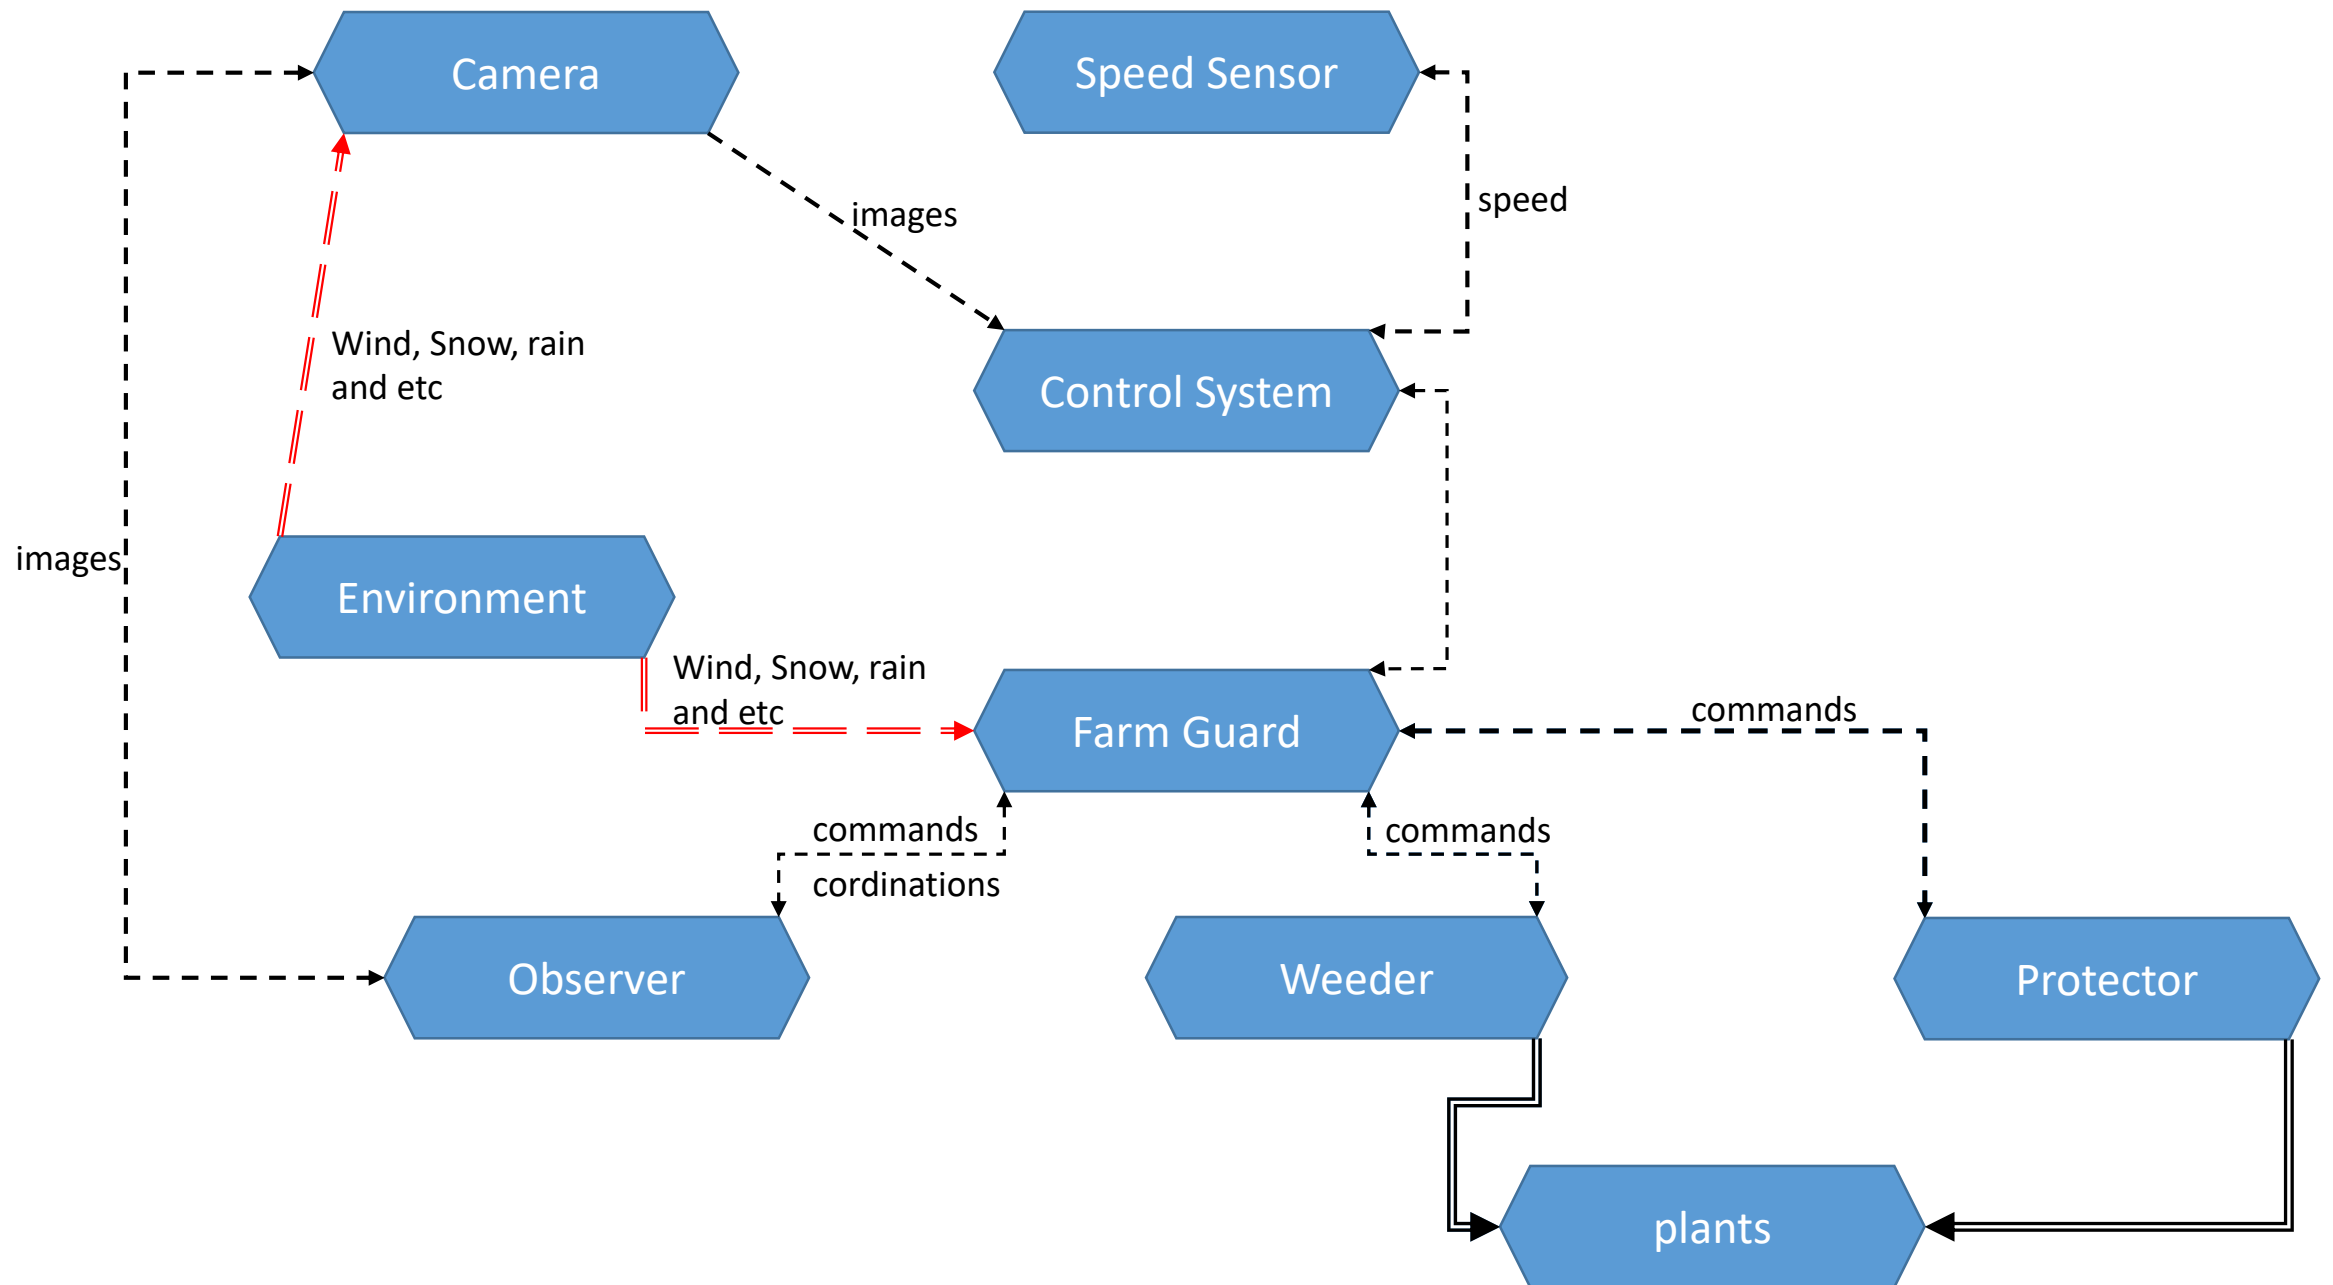 Camera
Speed Sensor
images
speed
Wind, Snow, rain
and etc
Control System
images
Environment
Wind, Snow, rain
and etc
Farm Guard
commands
commands
cordinations
commands
Observer
Weeder
Protector
plants